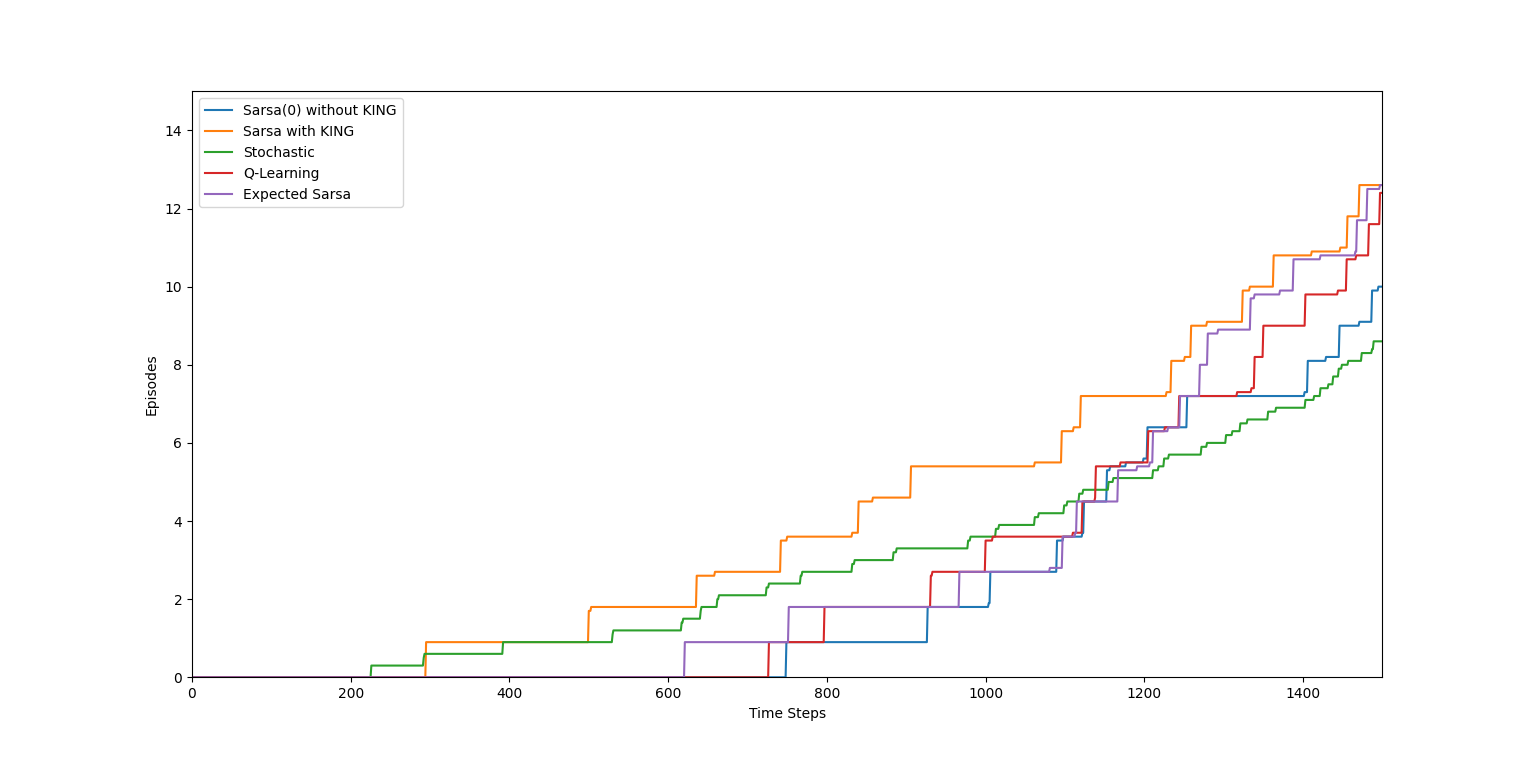 Sarsa(0) without KING
Sarsa with KING
Stochastic
Q-Learning
Expected Sarsa
14
12
10
8
6
4
2
0
Episodes
0 200 400 600 800 1000 1200 1400
Time Steps